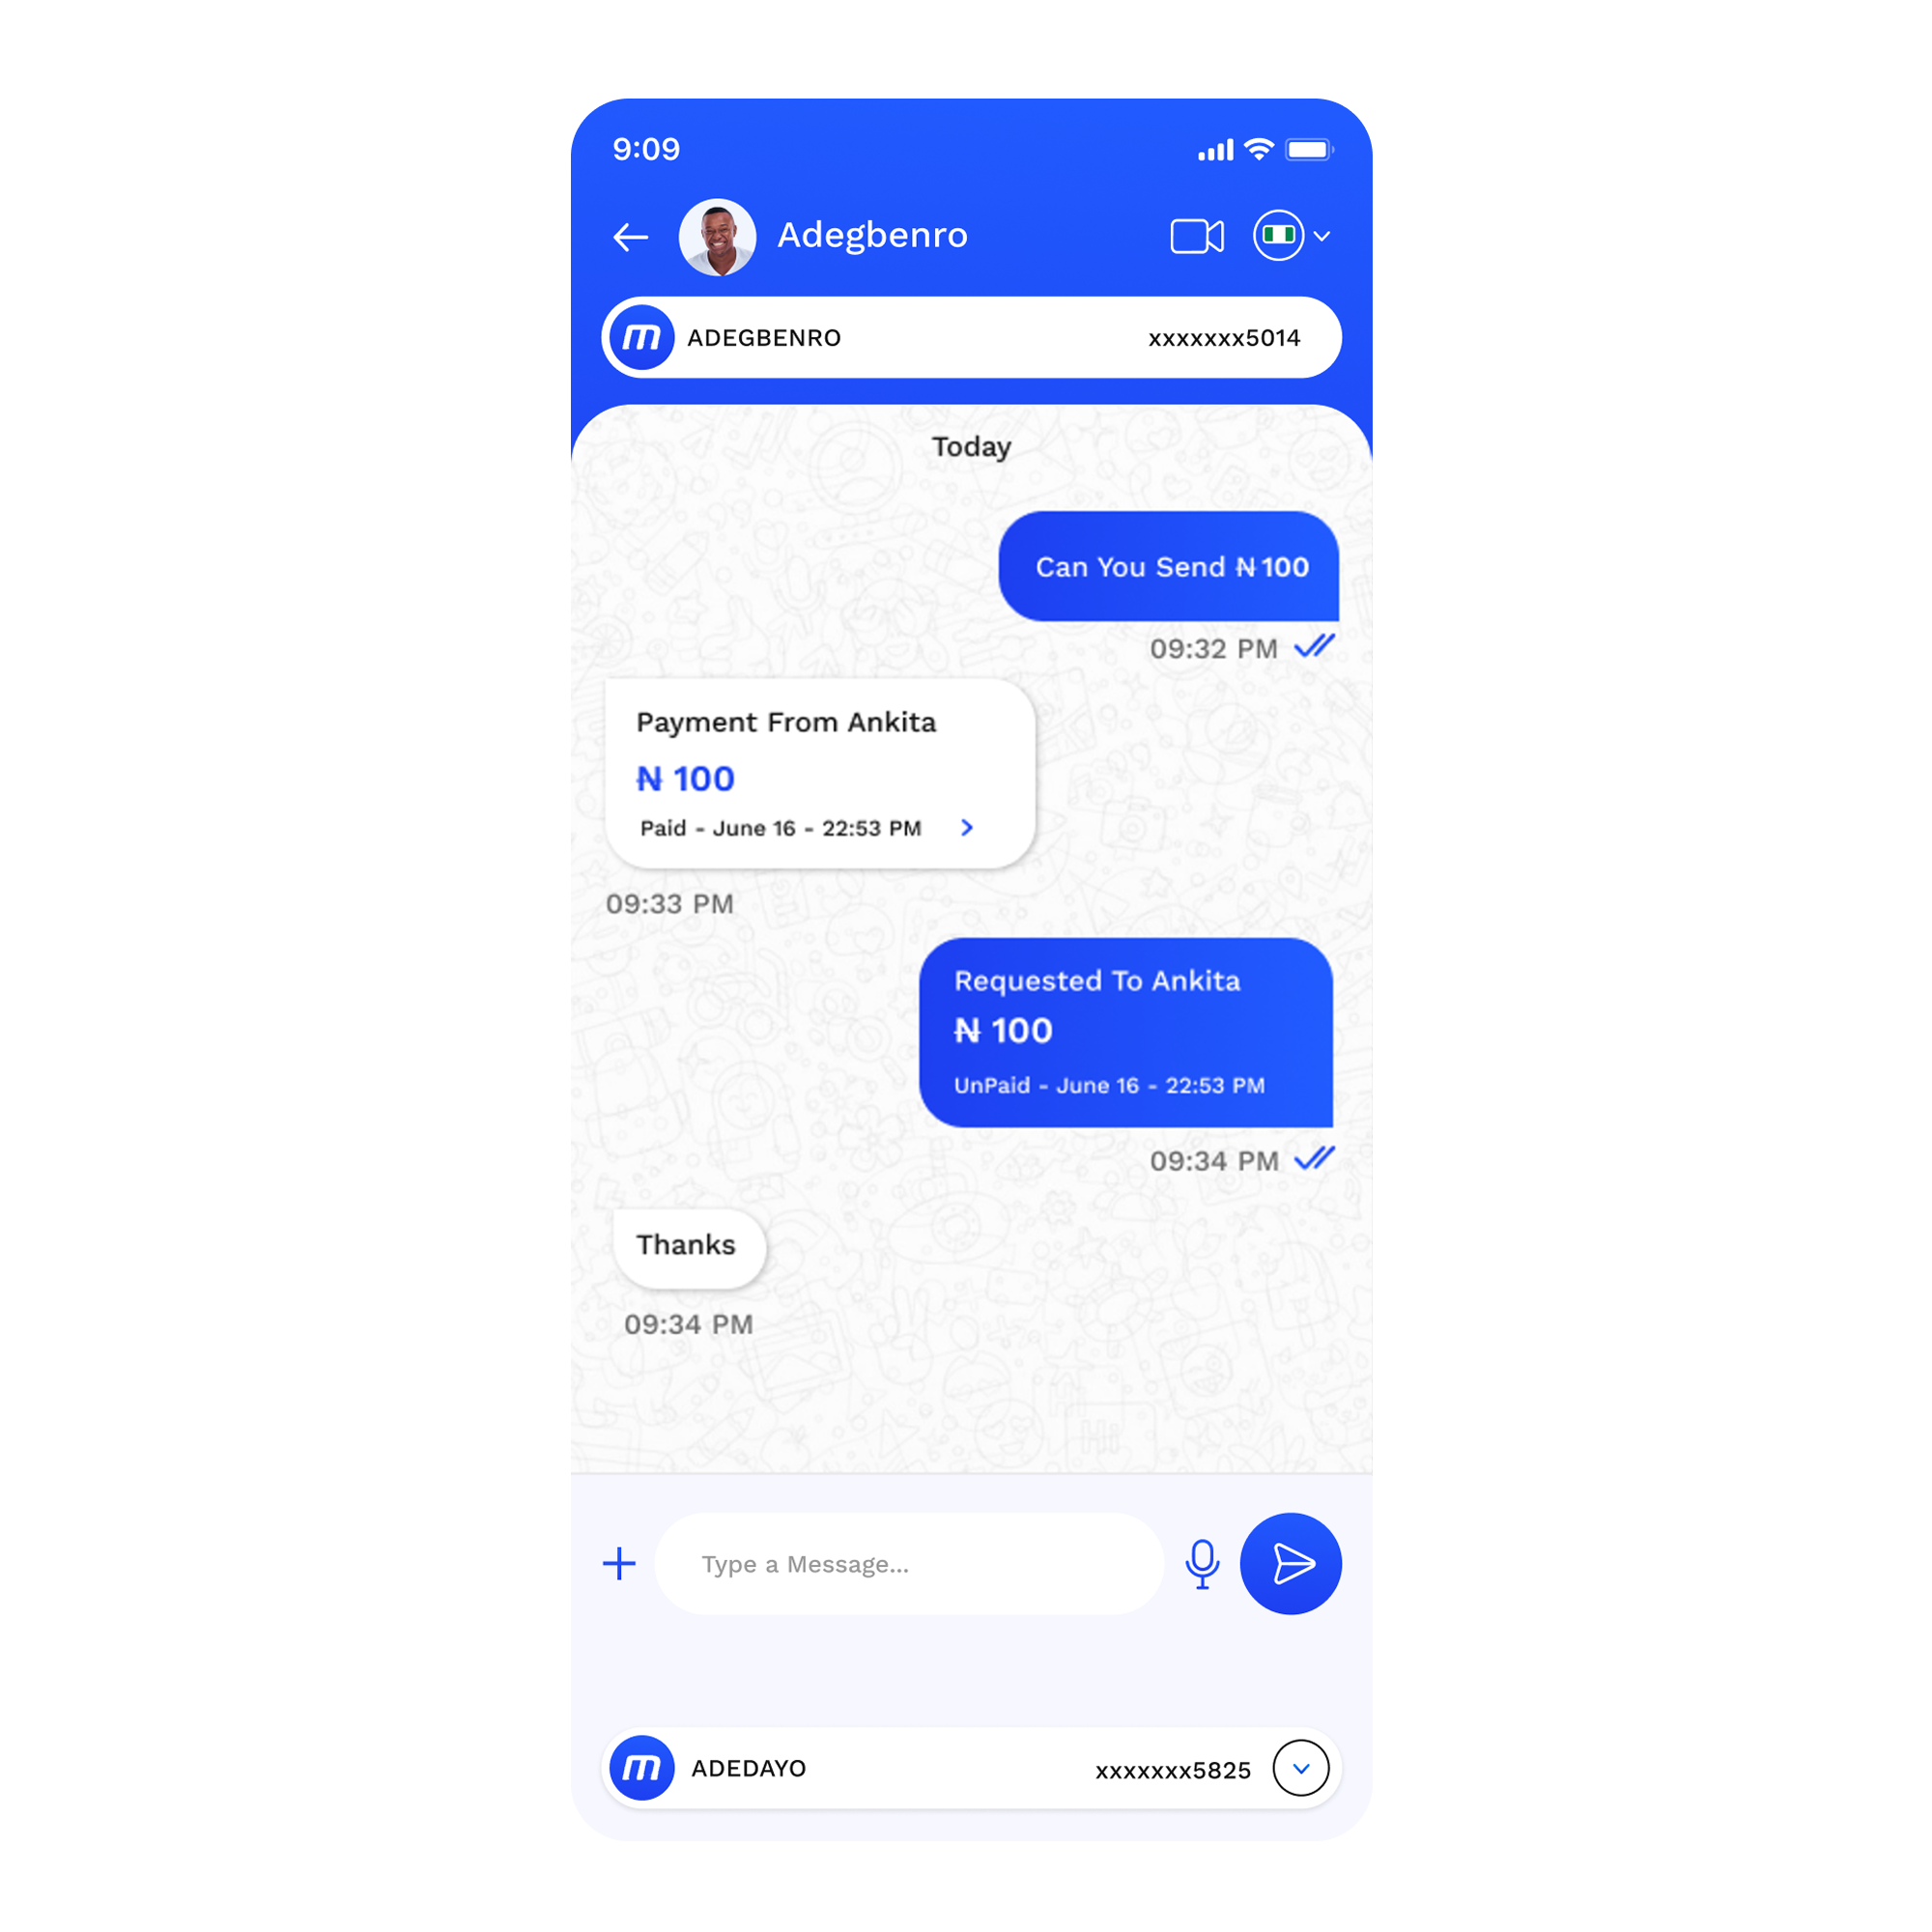 9:09
Adegbenro
m ADEGBENRO xxxxxxx5014
Today
Can You Send ₦100
09:32 PM
Payment From Ankita
₦ 100
Paid - June 16 - 22:53 PM
09:33 PM
Requested To Ankita
₦ 100
UnPaid - June 16 - 22:53 PM
09:34 PM
Thanks
09:34 PM
Hi
Type a Message...
m ADEDAYO xxxxxxx5825